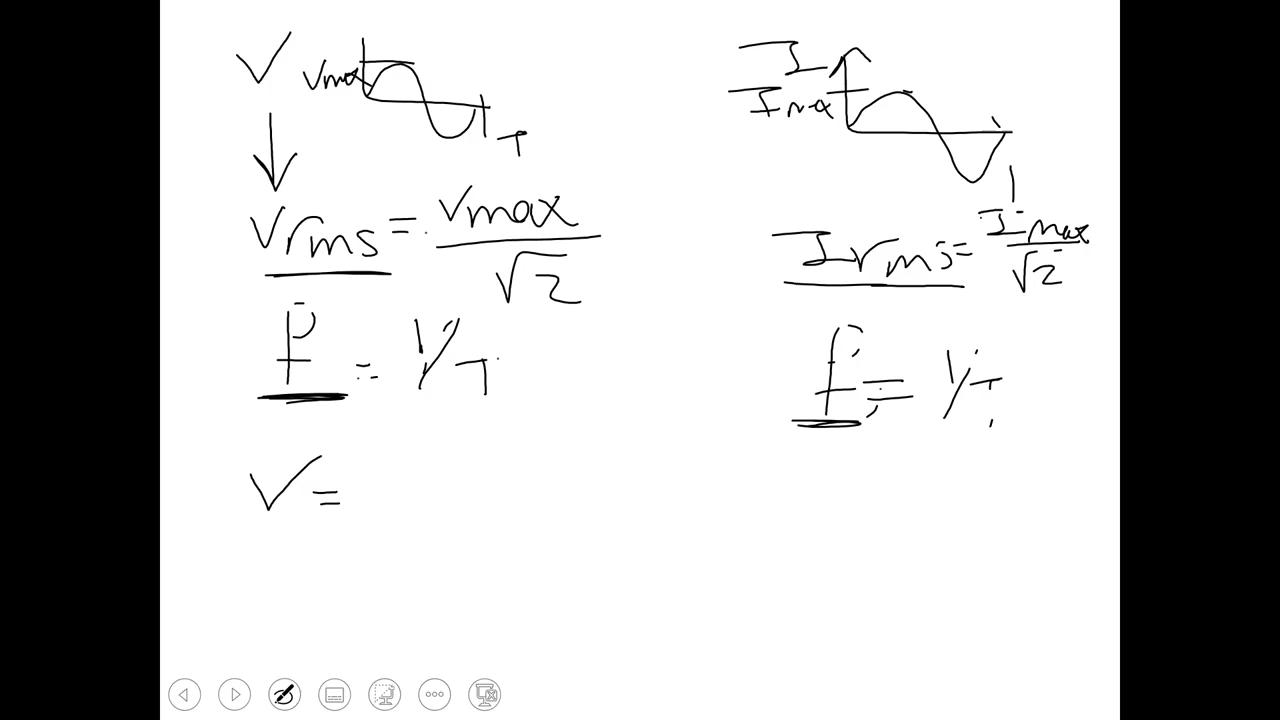 V
Vmax
T
Vrms = Vmax/√2
f = 1/T
V =
I
Imax
Irms = Imax/√2
f = 1/T